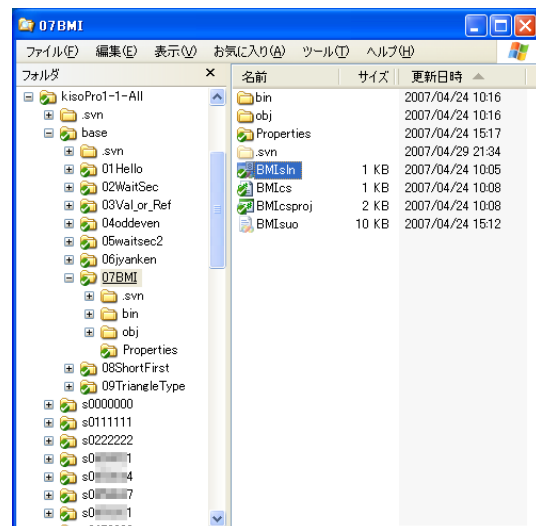 07BMI
ファイル(F) 編集(E) 表示(V) お気に入り(A) ツール(T) ヘルプ(H)
フォルダ ×
名前 サイズ 更新日時
kisoPro1-1-All
.svn
base
.svn
01Hello
02WaitSec
03Val_or_Ref
04oddeven
05waitsec2
06jyanken
07BMI
.svn
bin
obj
Properties
08ShortFirst
09TriangleType
s0000000
s0111111
s0222222
bin 2007/04/24 10:16
obj 2007/04/24 10:16
Properties 2007/04/24 15:17
.svn 2007/04/29 21:34
BMI.sln 1 KB 2007/04/24 10:05
BMI.cs 1 KB 2007/04/24 10:08
BMI.csproj 2 KB 2007/04/24 10:08
BMI.suo 10 KB 2007/04/24 15:12